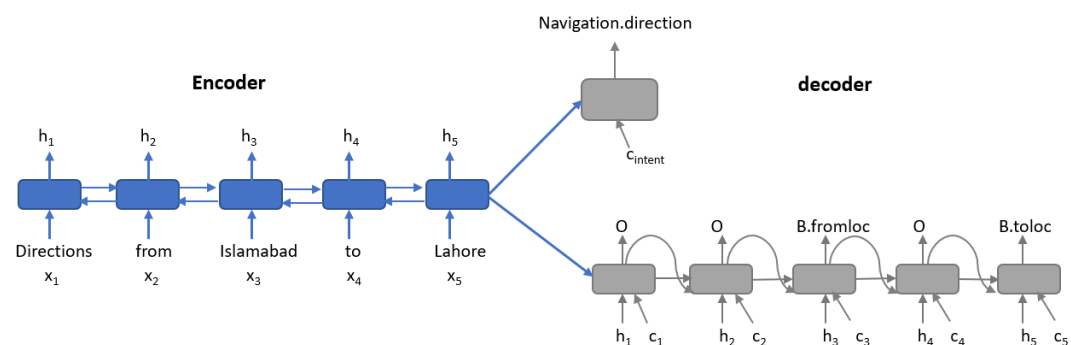 Navigation.direction
Encoder
decoder
h1 h2 h3 h4 h5
cintent
Directions from Islamabad to Lahore
x1 x2 x3 x4 x5
O O B.fromloc O B.toloc
h1 c1 h2 c2 h3 c3 h4 c4 h5 c5